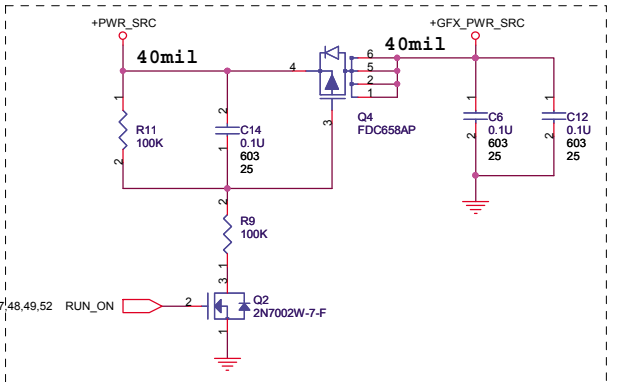 +PWR_SRC
+GFX_PWR_SRC
40mil
40mil
4
6
5
2
1
3
Q4
FDC658AP
1
R11
100K
2
2
C14
0.1U
603
25
1
1
C6
0.1U
603
25
2
1
C12
0.1U
603
25
2
2
R9
100K
1
3
7,48,49,52 RUN_ON
2
Q2
2N7002W-7-F
1